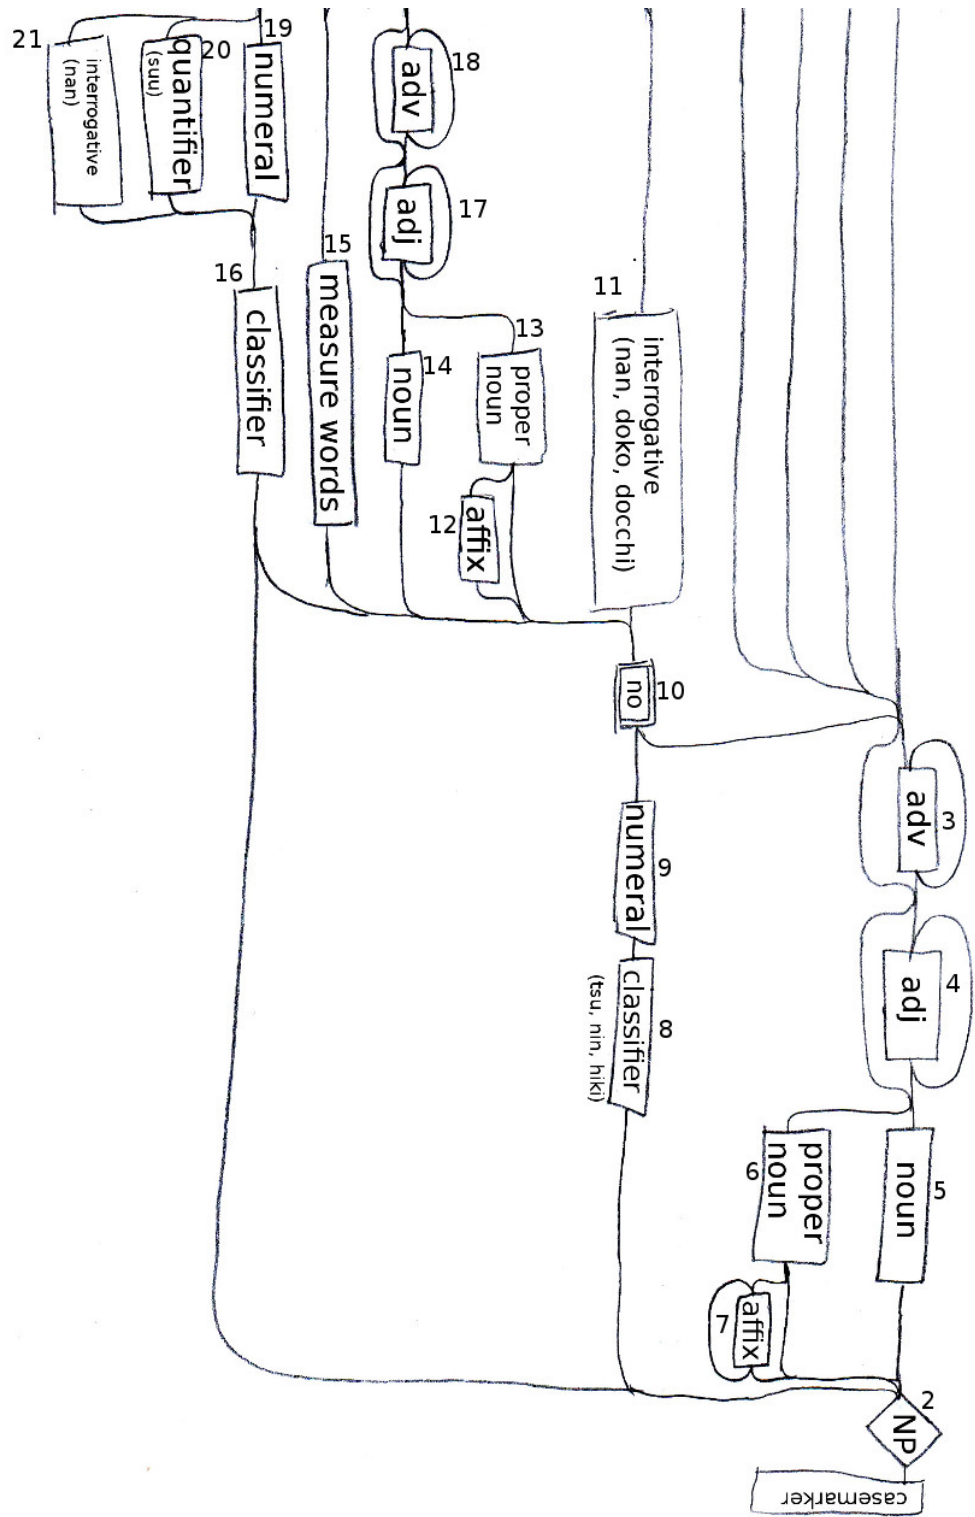 21
interrogative
(nan)
20
quantifier
(suu)
19
numeral
18
adv
17
adj
16
classifier
15
measure words
14
noun
13
proper
noun
12
affix
11
interrogative
(nan, doko, docchi)
10
no
9
numeral
8
classifier
(tsu, nin, hiki)
3
adv
4
adj
5
noun
6
proper
noun
7
affix
2
NP
casemarker